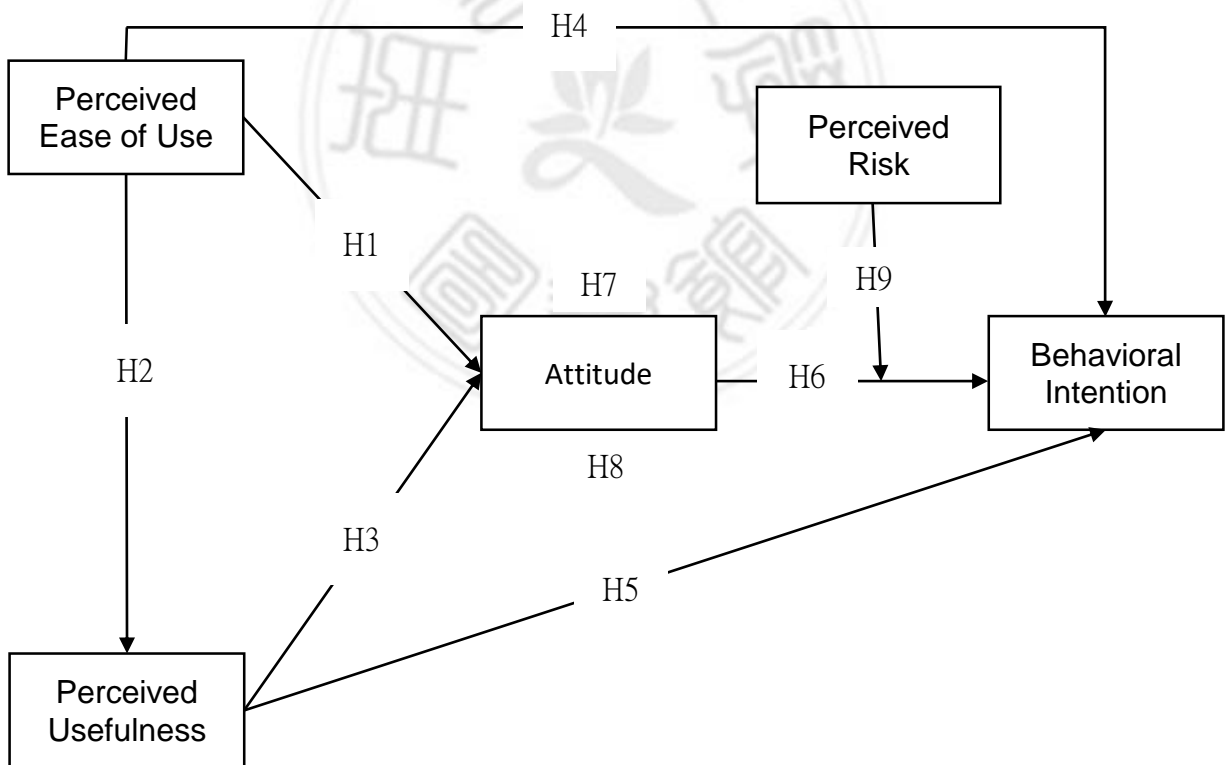 H4
Perceived
Ease of Use
Perceived
Risk
H1
H7
H9
H2
Attitude
H6
Behavioral
Intention
H8
H3
H5
Perceived
Usefulness